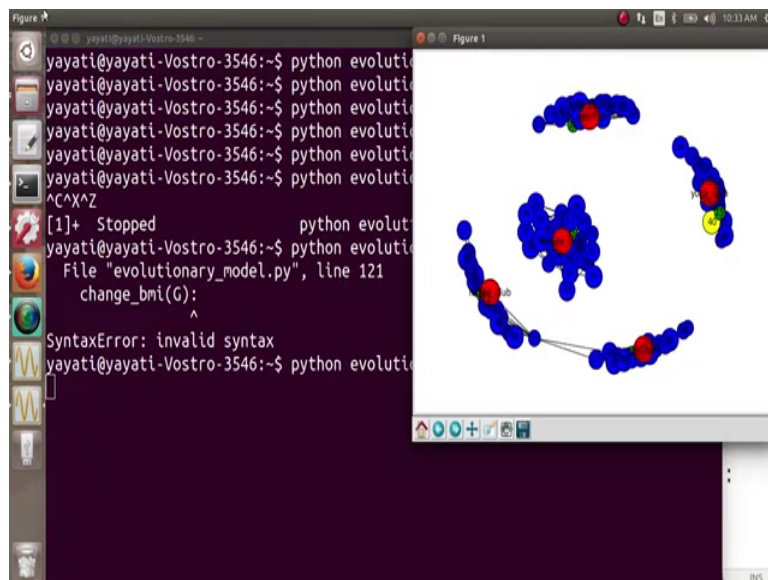 Figure 1
En
10:33 AM
yayati@yayati-Vostro-3546: ~
Figure 1
yayati@yayati-Vostro-3546:~$ python evolutio
yayati@yayati-Vostro-3546:~$ python evolutio
yayati@yayati-Vostro-3546:~$ python evolutio
yayati@yayati-Vostro-3546:~$ python evolutio
yayati@yayati-Vostro-3546:~$ python evolutio
yayati@yayati-Vostro-3546:~$ python evolutio
^C^X^Z
[1]+ Stopped python evolut
yayati@yayati-Vostro-3546:~$ python evolutio
File "evolutionary_model.py", line 121
change_bmi(G):
^
SyntaxError: invalid syntax
yayati@yayati-Vostro-3546:~$ python evolutio
40
:
INS